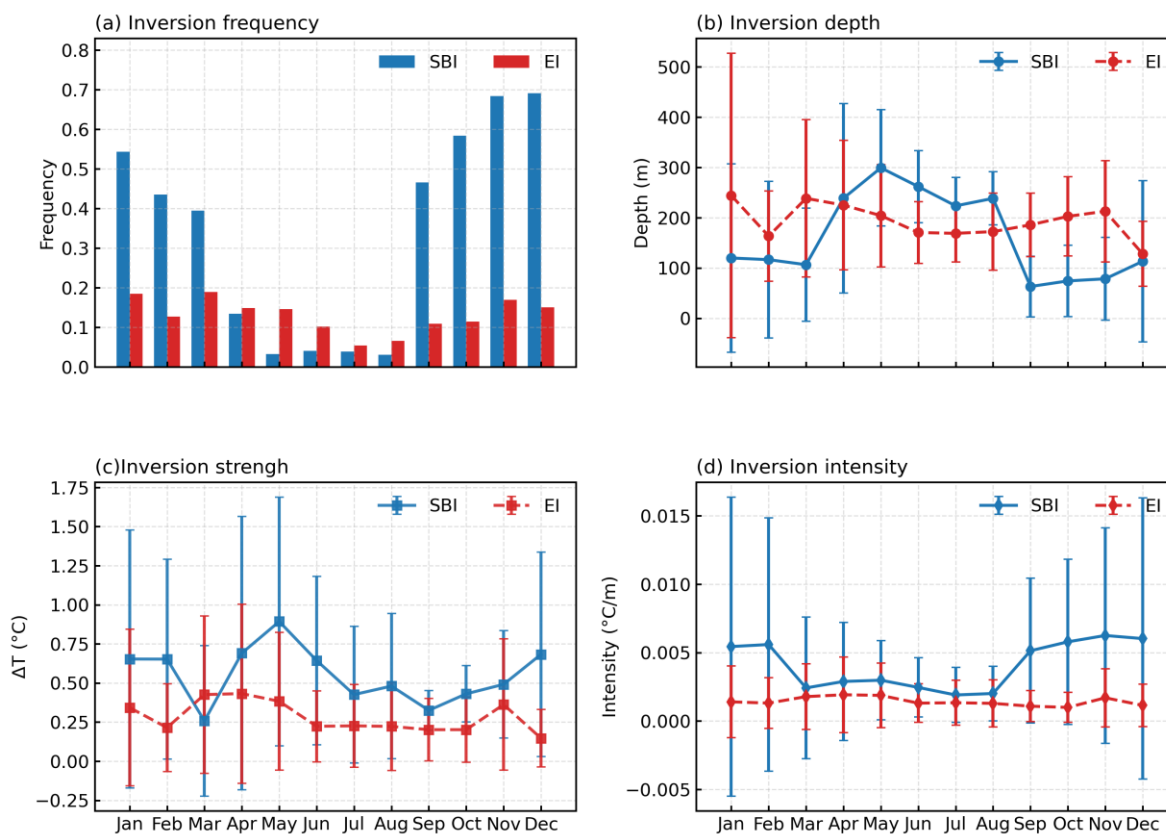 (a) Inversion frequency
0.8
0.7
0.6
0.5
0.4
0.3
0.2
0.1
0.0
Frequency
SBI EI
(b) Inversion depth
500
400
300
200
100
0
Depth (m)
SBI EI
(c)Inversion strengh
1.75
1.50
1.25
1.00
0.75
0.50
0.25
0.00
−0.25
ΔT (°C)
SBI EI
Jan Feb Mar Apr May Jun Jul Aug Sep Oct Nov Dec
(d) Inversion intensity
0.015
0.010
0.005
0.000
−0.005
Intensity (°C/m)
SBI EI
Jan Feb Mar Apr May Jun Jul Aug Sep Oct Nov Dec